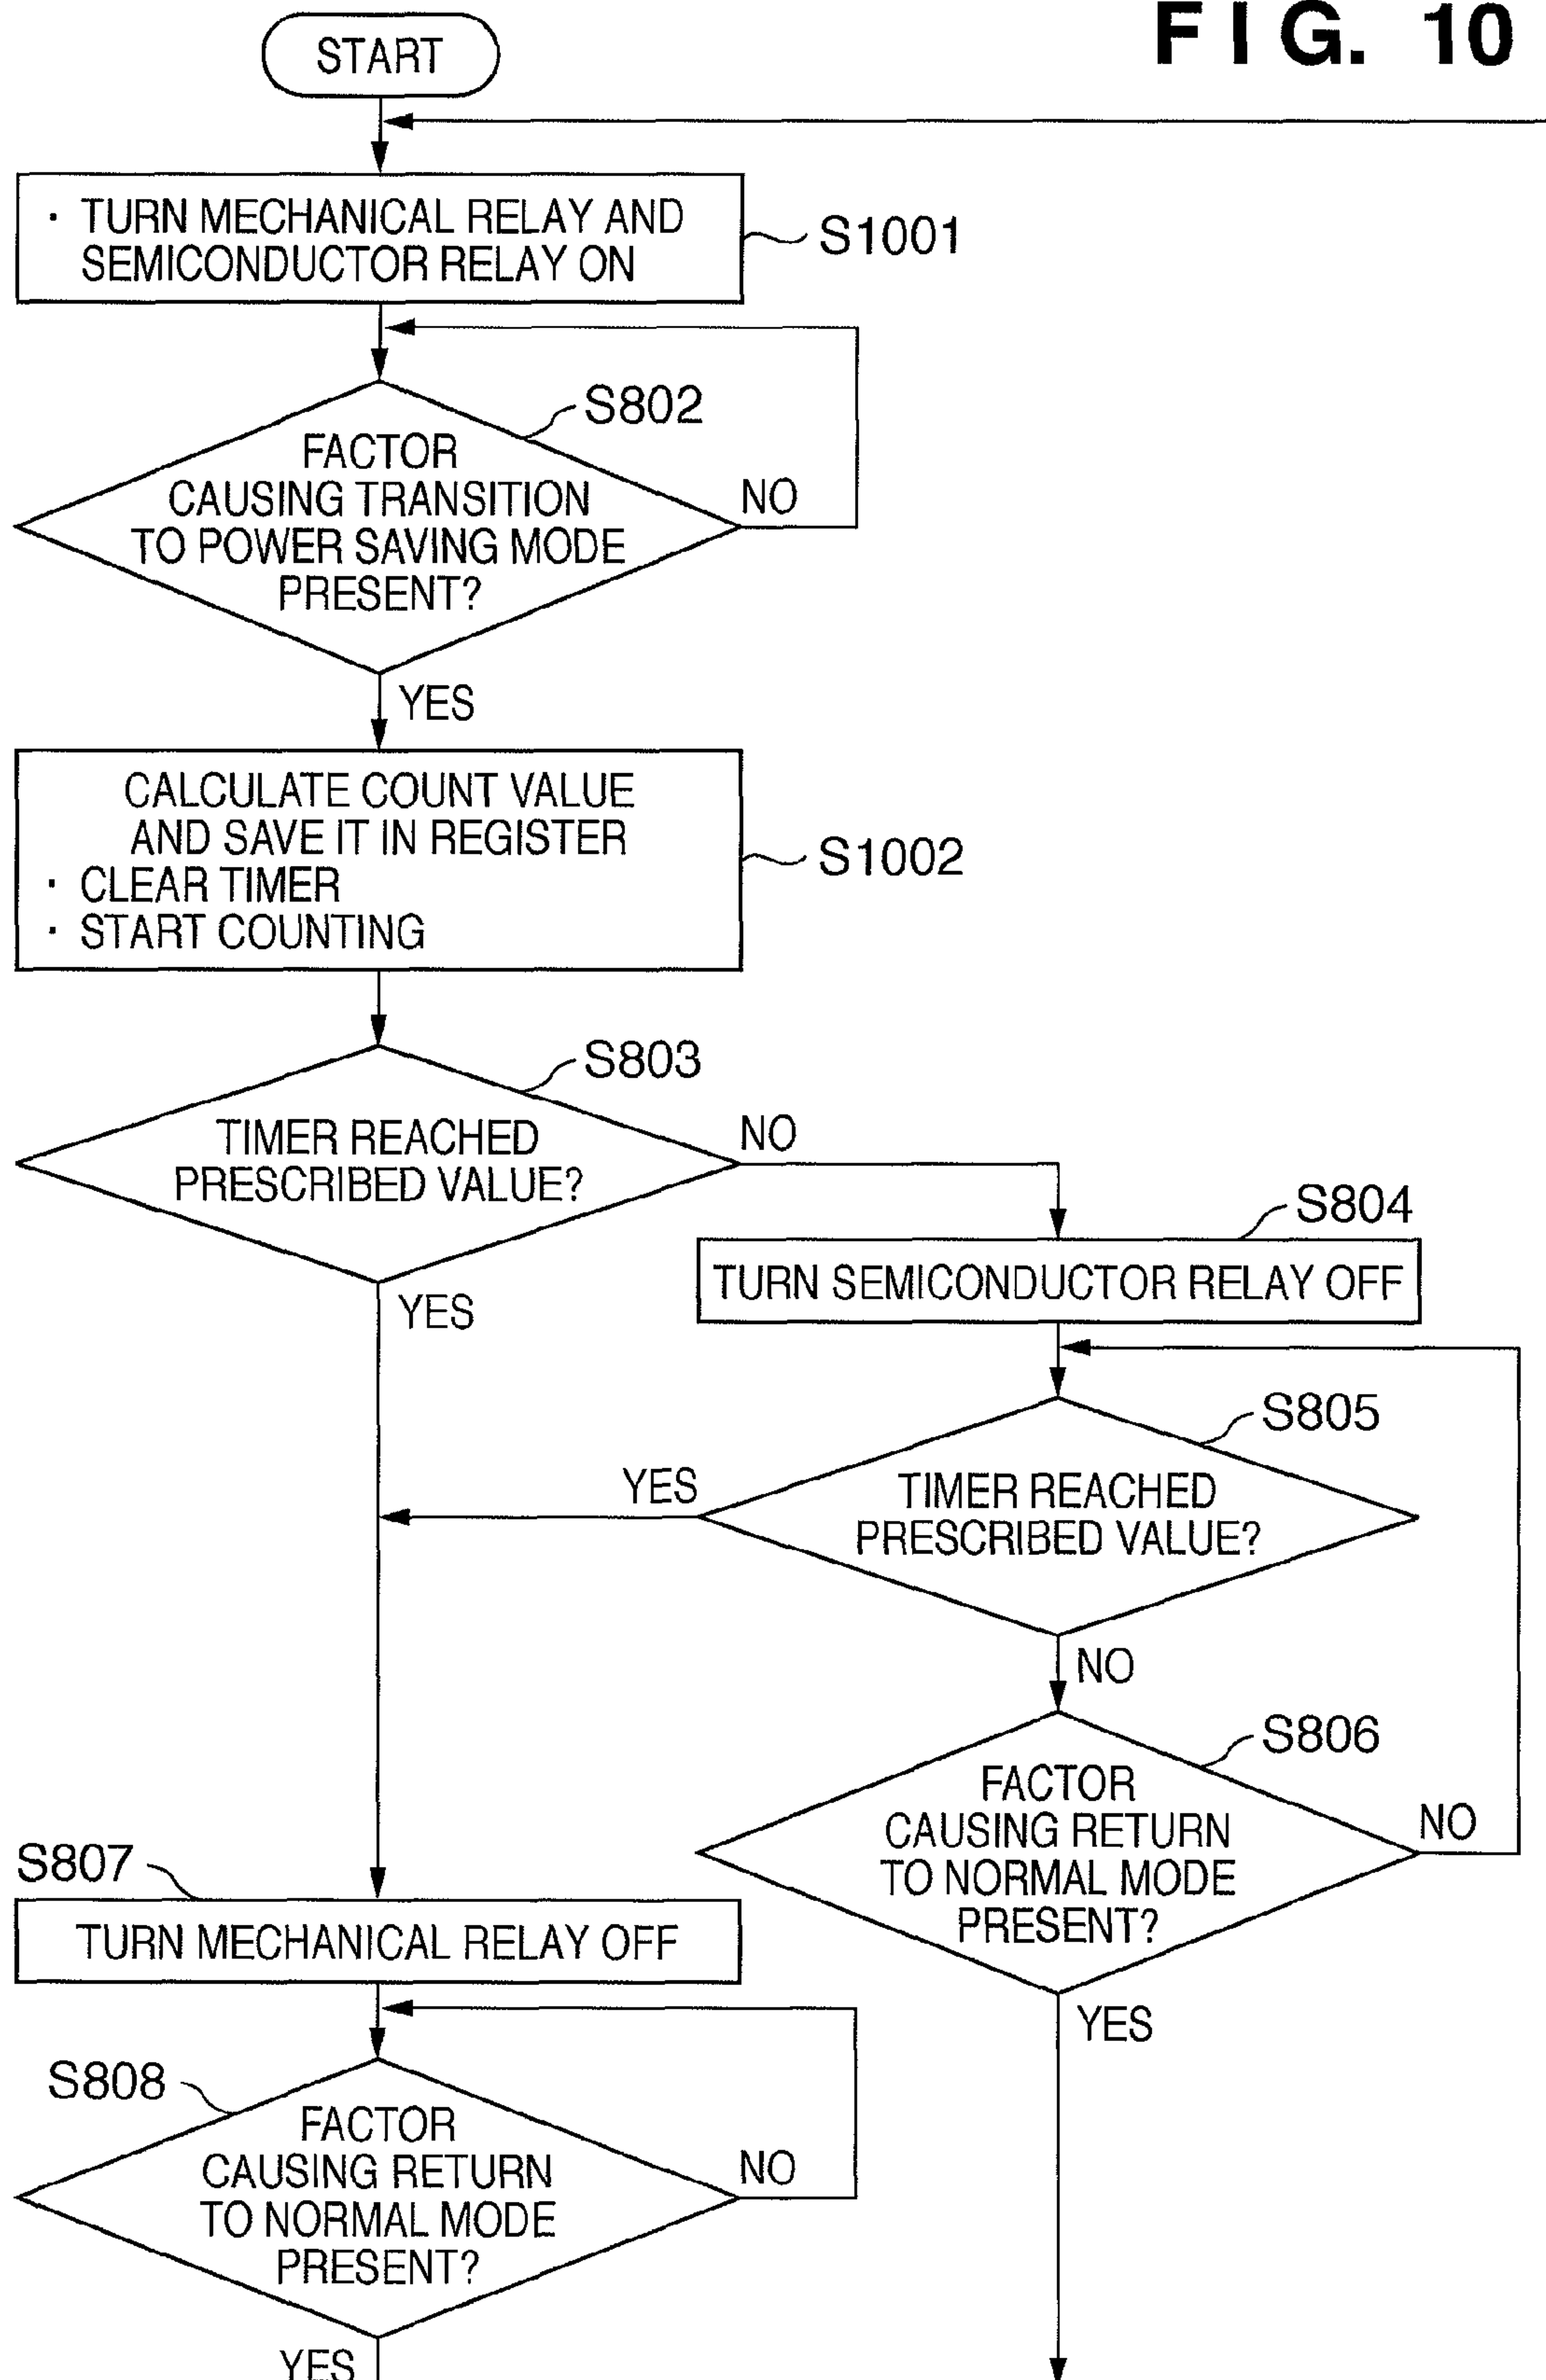 FIG. 10
START
· TURN MECHANICAL RELAY AND
SEMICONDUCTOR RELAY ON
S1001
S802
FACTOR
CAUSING TRANSITION
TO POWER SAVING MODE
PRESENT?
NO
YES
CALCULATE COUNT VALUE
AND SAVE IT IN REGISTER
· CLEAR TIMER
· START COUNTING
S1002
S803
TIMER REACHED
PRESCRIBED VALUE?
NO
YES
S804
TURN SEMICONDUCTOR RELAY OFF
S805
TIMER REACHED
PRESCRIBED VALUE?
YES
NO
S806
FACTOR
CAUSING RETURN
TO NORMAL MODE
PRESENT?
NO
YES
S807
TURN MECHANICAL RELAY OFF
S808
FACTOR
CAUSING RETURN
TO NORMAL MODE
PRESENT?
NO
YES